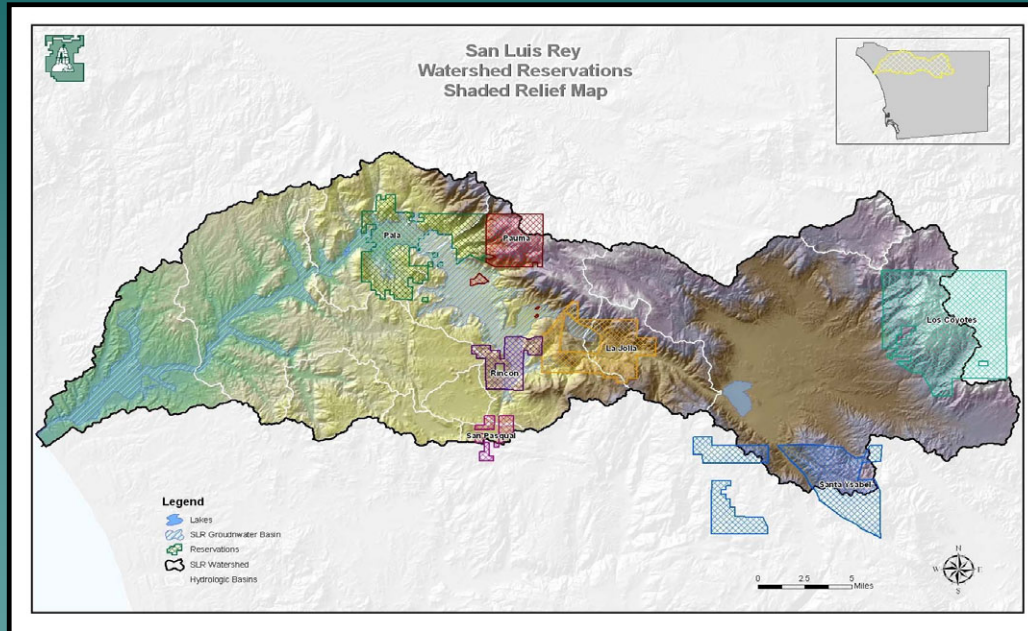 San Luis Rey
Watershed Reservations
Shaded Relief Map
Pala
Pauma
Los Coyotes
La Jolla
Rincon
San Pasqual
Santa Ysabel
Legend
Lakes
SLR Groudnwater Basin
Reservations
SLR Watershed
Hydrologic Basins
0 2.5 5
Miles
N
W E
S